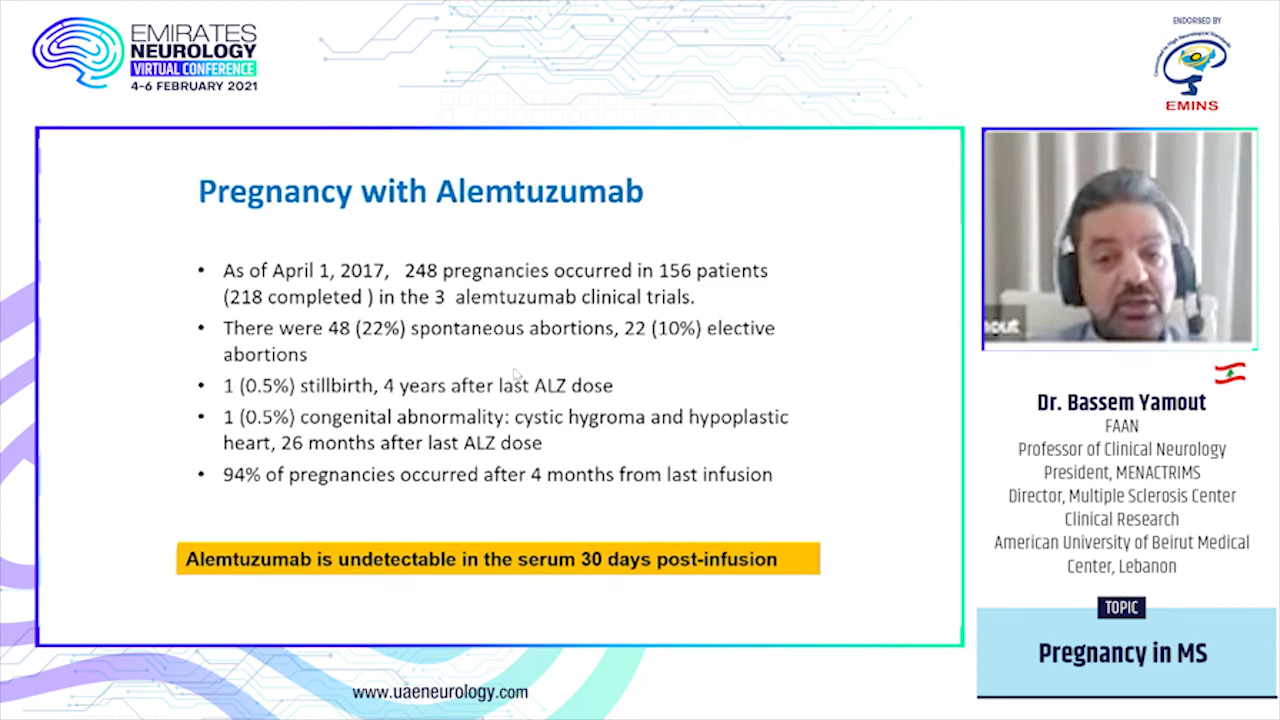 EMIRATES
NEUROLOGY
VIRTUAL CONFERENCE
4-6 FEBRUARY 2021
ENDORSED BY
Committed to High Neurological Standards
EMINS
Pregnancy with Alemtuzumab
• As of April 1, 2017, 248 pregnancies occurred in 156 patients
(218 completed ) in the 3 alemtuzumab clinical trials.
• There were 48 (22%) spontaneous abortions, 22 (10%) elective
abortions
• 1 (0.5%) stillbirth, 4 years after last ALZ dose
• 1 (0.5%) congenital abnormality: cystic hygroma and hypoplastic
heart, 26 months after last ALZ dose
• 94% of pregnancies occurred after 4 months from last infusion
Alemtuzumab is undetectable in the serum 30 days post-infusion
out
Dr. Bassem Yamout
FAAN
Professor of Clinical Neurology
President, MENACTRIMS
Director, Multiple Sclerosis Center
Clinical Research
American University of Beirut Medical
Center, Lebanon
TOPIC
Pregnancy in MS
www.uaeneurology.com